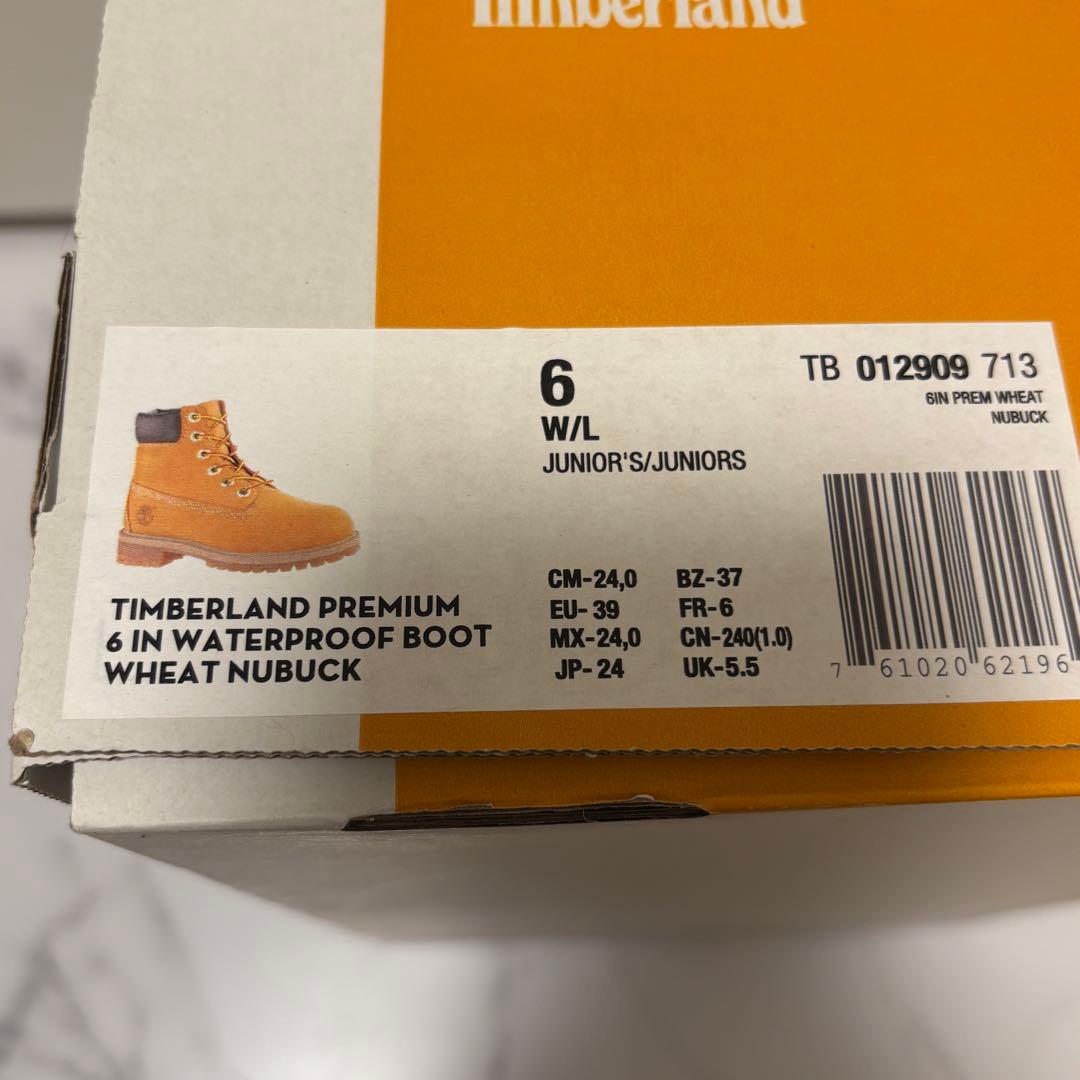 Timberland
6
W/L
JUNIOR'S/JUNIORS
TB 012909 713
6IN PREM WHEAT
NUBUCK
TIMBERLAND PREMIUM
6 IN WATERPROOF BOOT
WHEAT NUBUCK
CM-24,0 BZ-37
EU-39 FR-6
MX-24,0 CN-240(1.0)
JP-24 UK-5.5
7 61020 62196